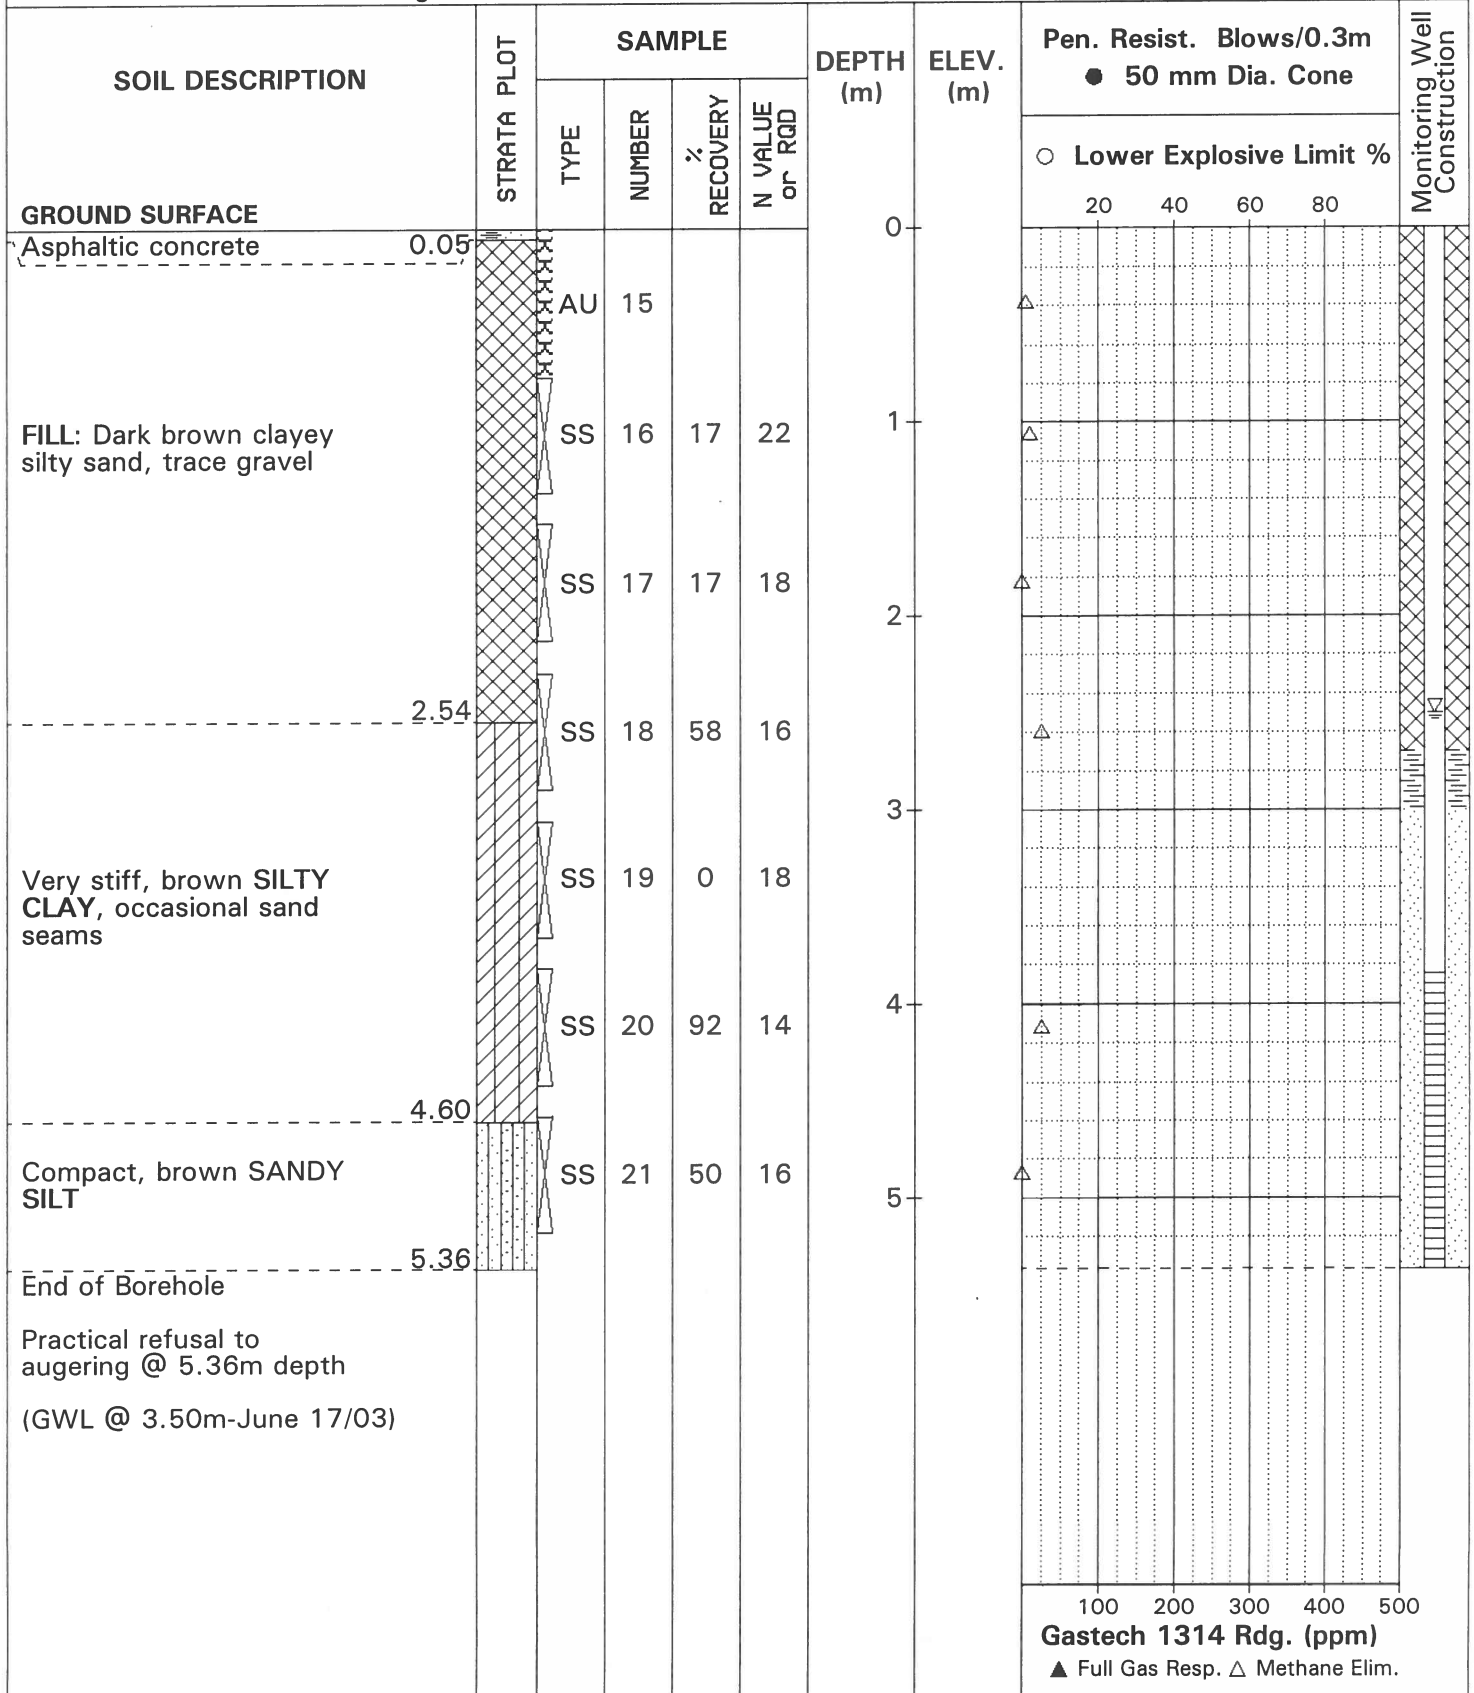 SOIL DESCRIPTION
GROUND SURFACE
STRATA PLOT
SAMPLE
TYPE
NUMBER
%
RECOVERY
N VALUE
or RQD
DEPTH
(m)
ELEV.
(m)
Pen. Resist. Blows/0.3m
● 50 mm Dia. Cone
○ Lower Explosive Limit %
20 40 60 80
Monitoring Well
Construction
0
Asphaltic concrete 0.05
AU 15
1
FILL: Dark brown clayey
silty sand, trace gravel
SS 16 17 22
SS 17 17 18
2
2.54
SS 18 58 16
3
Very stiff, brown SILTY
CLAY, occasional sand
seams
SS 19 0 18
4
SS 20 92 14
4.60
Compact, brown SANDY
SILT
SS 21 50 16
5
5.36
End of Borehole
Practical refusal to
augering @ 5.36m depth
(GWL @ 3.50m-June 17/03)
100 200 300 400 500
Gastech 1314 Rdg. (ppm)
▲ Full Gas Resp. △ Methane Elim.